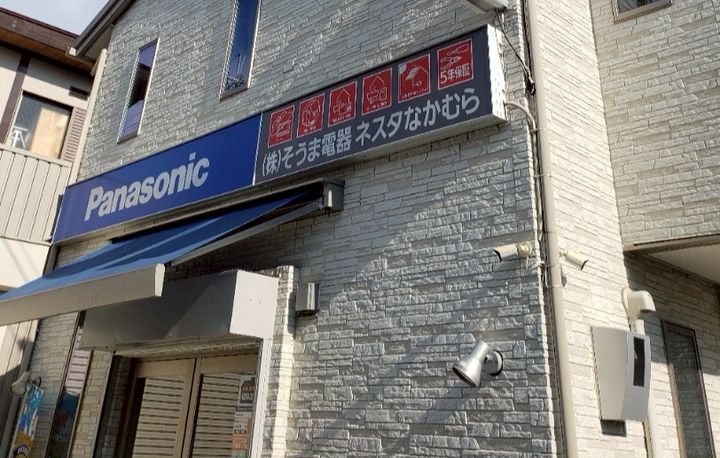 Panasonic
5年保証
(株)そうま電器 ネスタなかむら